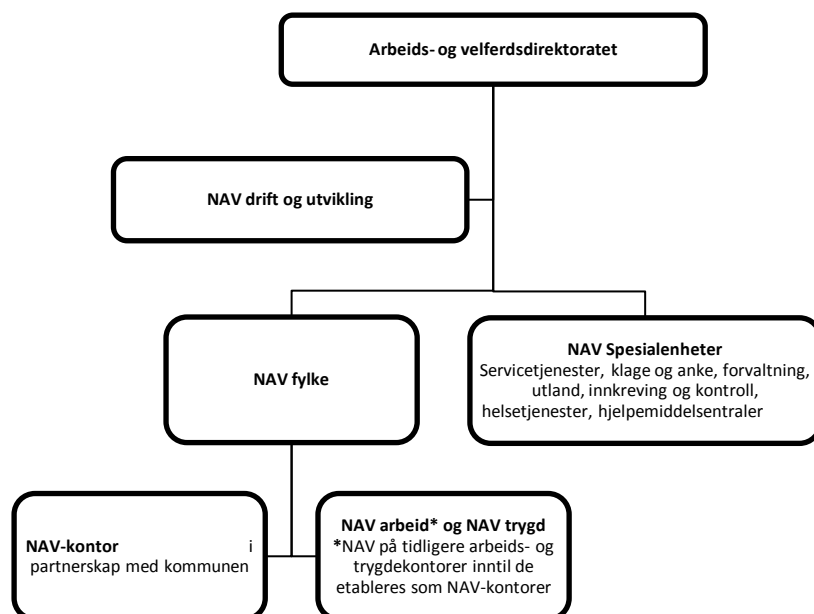 Arbeids- og velferdsdirektoratet
NAV drift og utvikling
NAV fylke
NAV Spesialenheter
Servicetjenester, klage og anke, forvaltning,
utland, innkreving og kontroll,
helsetjenester, hjelpemiddelsentraler
NAV-kontor i
partnerskap med kommunen
NAV arbeid* og NAV trygd
*NAV på tidligere arbeids- og
trygdekontorer inntil de
etableres som NAV-kontorer